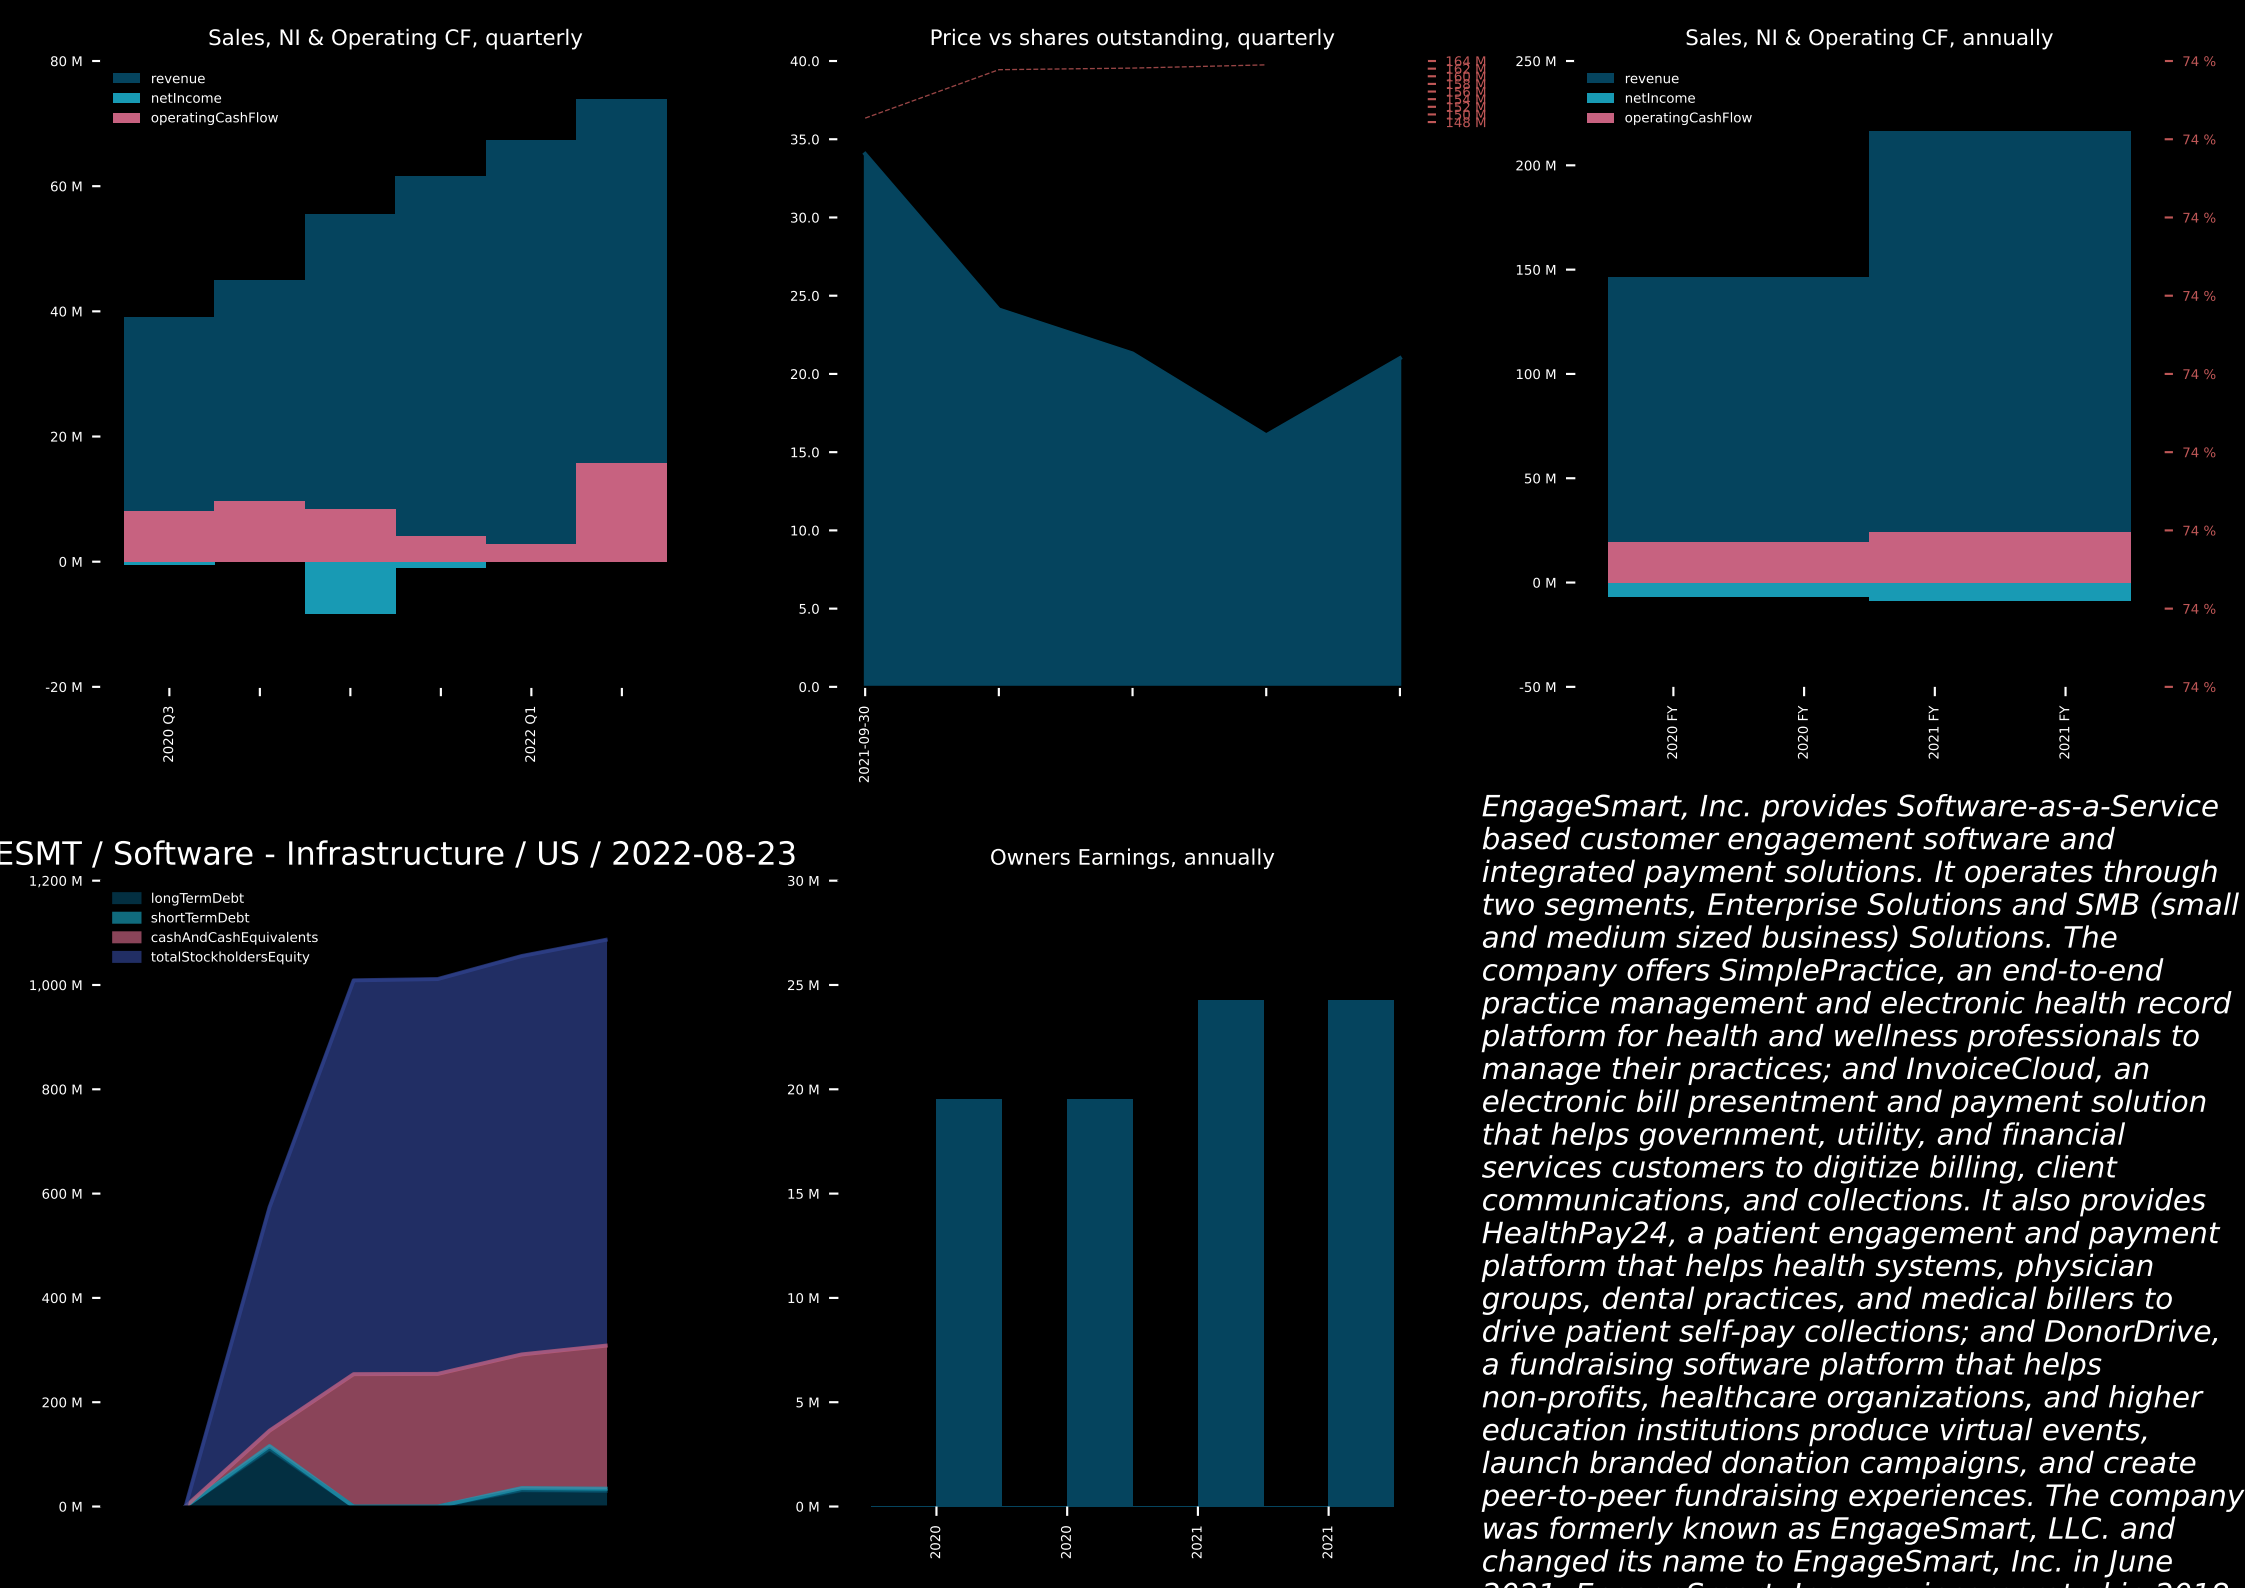 Sales, NI & Operating CF, quarterly
80 M
60 M
40 M
20 M
0 M
-20 M
revenue
netIncome
operatingCashFlow
2020 Q3
2022 Q1
Price vs shares outstanding, quarterly
40.0
35.0
30.0
25.0
20.0
15.0
10.0
5.0
0.0
164 M
162 M
160 M
158 M
156 M
154 M
152 M
150 M
148 M
2021-09-30
Sales, NI & Operating CF, annually
250 M
200 M
150 M
100 M
50 M
0 M
-50 M
revenue
netIncome
operatingCashFlow
74 %
74 %
74 %
74 %
74 %
74 %
74 %
74 %
74 %
2020 FY
2020 FY
2021 FY
2021 FY
ESMT / Software - Infrastructure / US / 2022-08-23
1,200 M
1,000 M
800 M
600 M
400 M
200 M
0 M
longTermDebt
shortTermDebt
cashAndCashEquivalents
totalStockholdersEquity
Owners Earnings, annually
30 M
25 M
20 M
15 M
10 M
5 M
0 M
2020
2020
2021
2021
EngageSmart, Inc. provides Software-as-a-Service
based customer engagement software and
integrated payment solutions. It operates through
two segments, Enterprise Solutions and SMB (small
and medium sized business) Solutions. The
company offers SimplePractice, an end-to-end
practice management and electronic health record
platform for health and wellness professionals to
manage their practices; and InvoiceCloud, an
electronic bill presentment and payment solution
that helps government, utility, and financial
services customers to digitize billing, client
communications, and collections. It also provides
HealthPay24, a patient engagement and payment
platform that helps health systems, physician
groups, dental practices, and medical billers to
drive patient self-pay collections; and DonorDrive,
a fundraising software platform that helps
non-profits, healthcare organizations, and higher
education institutions produce virtual events,
launch branded donation campaigns, and create
peer-to-peer fundraising experiences. The company
was formerly known as EngageSmart, LLC. and
changed its name to EngageSmart, Inc. in June